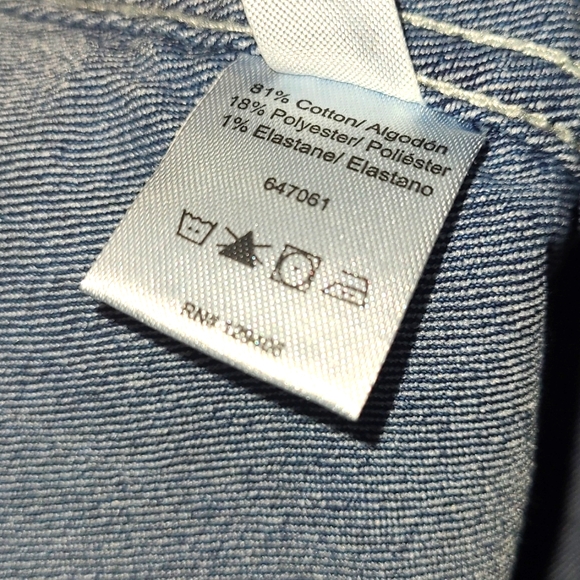 81% Cotton/ Algodón
18% Polyester/ Poliéster
1% Elastane/ Elastano
647061
RN#